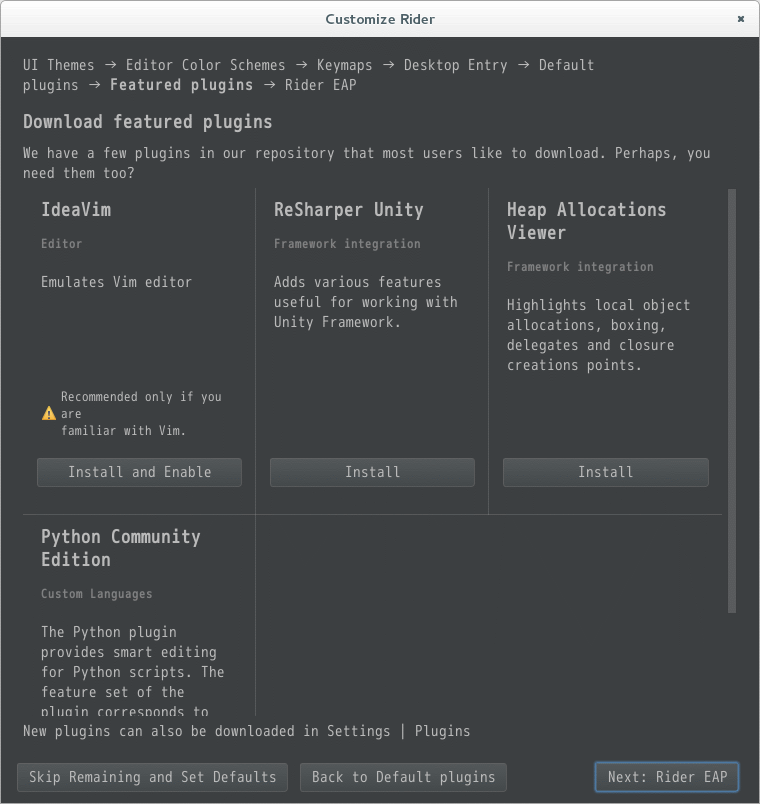 Customize Rider
UI Themes → Editor Color Schemes → Keymaps → Desktop Entry → Default
plugins → Featured plugins → Rider EAP
Download featured plugins
We have a few plugins in our repository that most users like to download. Perhaps, you
need them too?
IdeaVim
Editor
Emulates Vim editor
Recommended only if you
are
familiar with Vim.
Install and Enable
ReSharper Unity
Framework integration
Adds various features
useful for working with
Unity Framework.
Install
Heap Allocations
Viewer
Framework integration
Highlights local object
allocations, boxing,
delegates and closure
creations points.
Install
Python Community
Edition
Custom Languages
The Python plugin
provides smart editing
for Python scripts. The
feature set of the
plugin corresponds to
New plugins can also be downloaded in Settings | Plugins
Skip Remaining and Set Defaults
Back to Default plugins
Next: Rider EAP